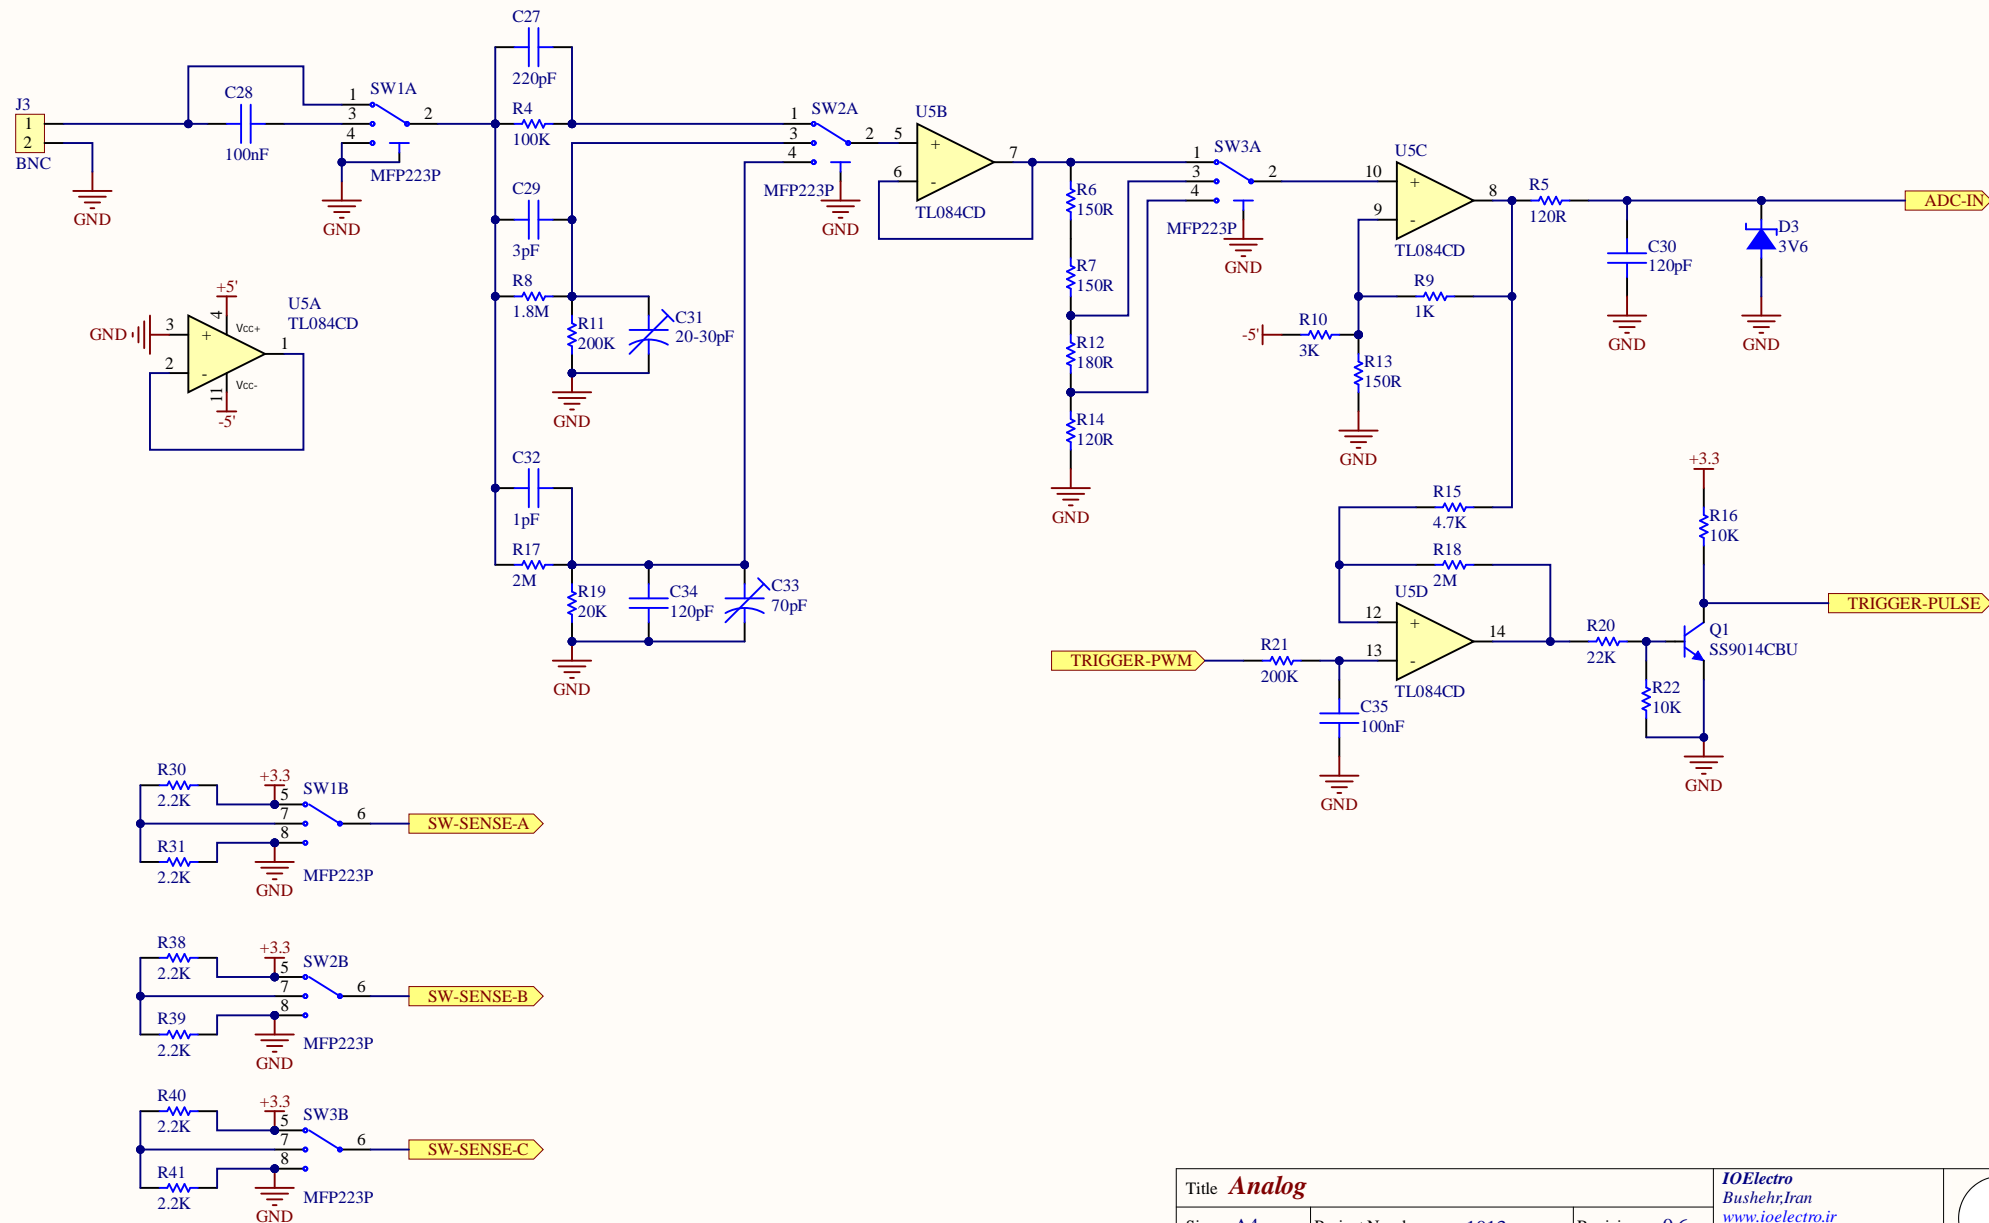 C27
220pF
J3
1
2
BNC
GND
C28
100nF
SW1A
1
3
4
2
MFP223P
GND
R4
100K
C29
3pF
R8
1.8M
R11
200K
C31
20-30pF
GND
SW2A
1
3
4
2
MFP223P
GND
U5B
5
6
7
+
-
TL084CD
R6
150R
R7
150R
R12
180R
R14
120R
GND
SW3A
1
3
4
2
MFP223P
GND
U5C
10
9
8
+
-
TL084CD
R5
120R
ADC-IN
C30
120pF
GND
D3
3V6
GND
R9
1K
-5'
R10
3K
R13
150R
GND
+5'
U5A
TL084CD
GND
3
2
4
11
1
+
-
Vcc+
Vcc-
-5'
C32
1pF
R17
2M
R19
20K
C34
120pF
C33
70pF
GND
R15
4.7K
R18
2M
U5D
12
13
14
+
-
TL084CD
TRIGGER-PWM
R21
200K
C35
100nF
GND
R20
22K
R22
10K
+3.3
R16
10K
TRIGGER-PULSE
Q1
SS9014CBU
GND
R30
2.2K
R31
2.2K
+3.3
5
7
8
6
SW1B
SW-SENSE-A
GND
MFP223P
R38
2.2K
R39
2.2K
+3.3
5
7
8
6
SW2B
SW-SENSE-B
GND
MFP223P
R40
2.2K
R41
2.2K
+3.3
5
7
8
6
SW3B
SW-SENSE-C
GND
MFP223P
Title Analog
IOElectro
Bushehr,Iran
www.ioelectro.ir